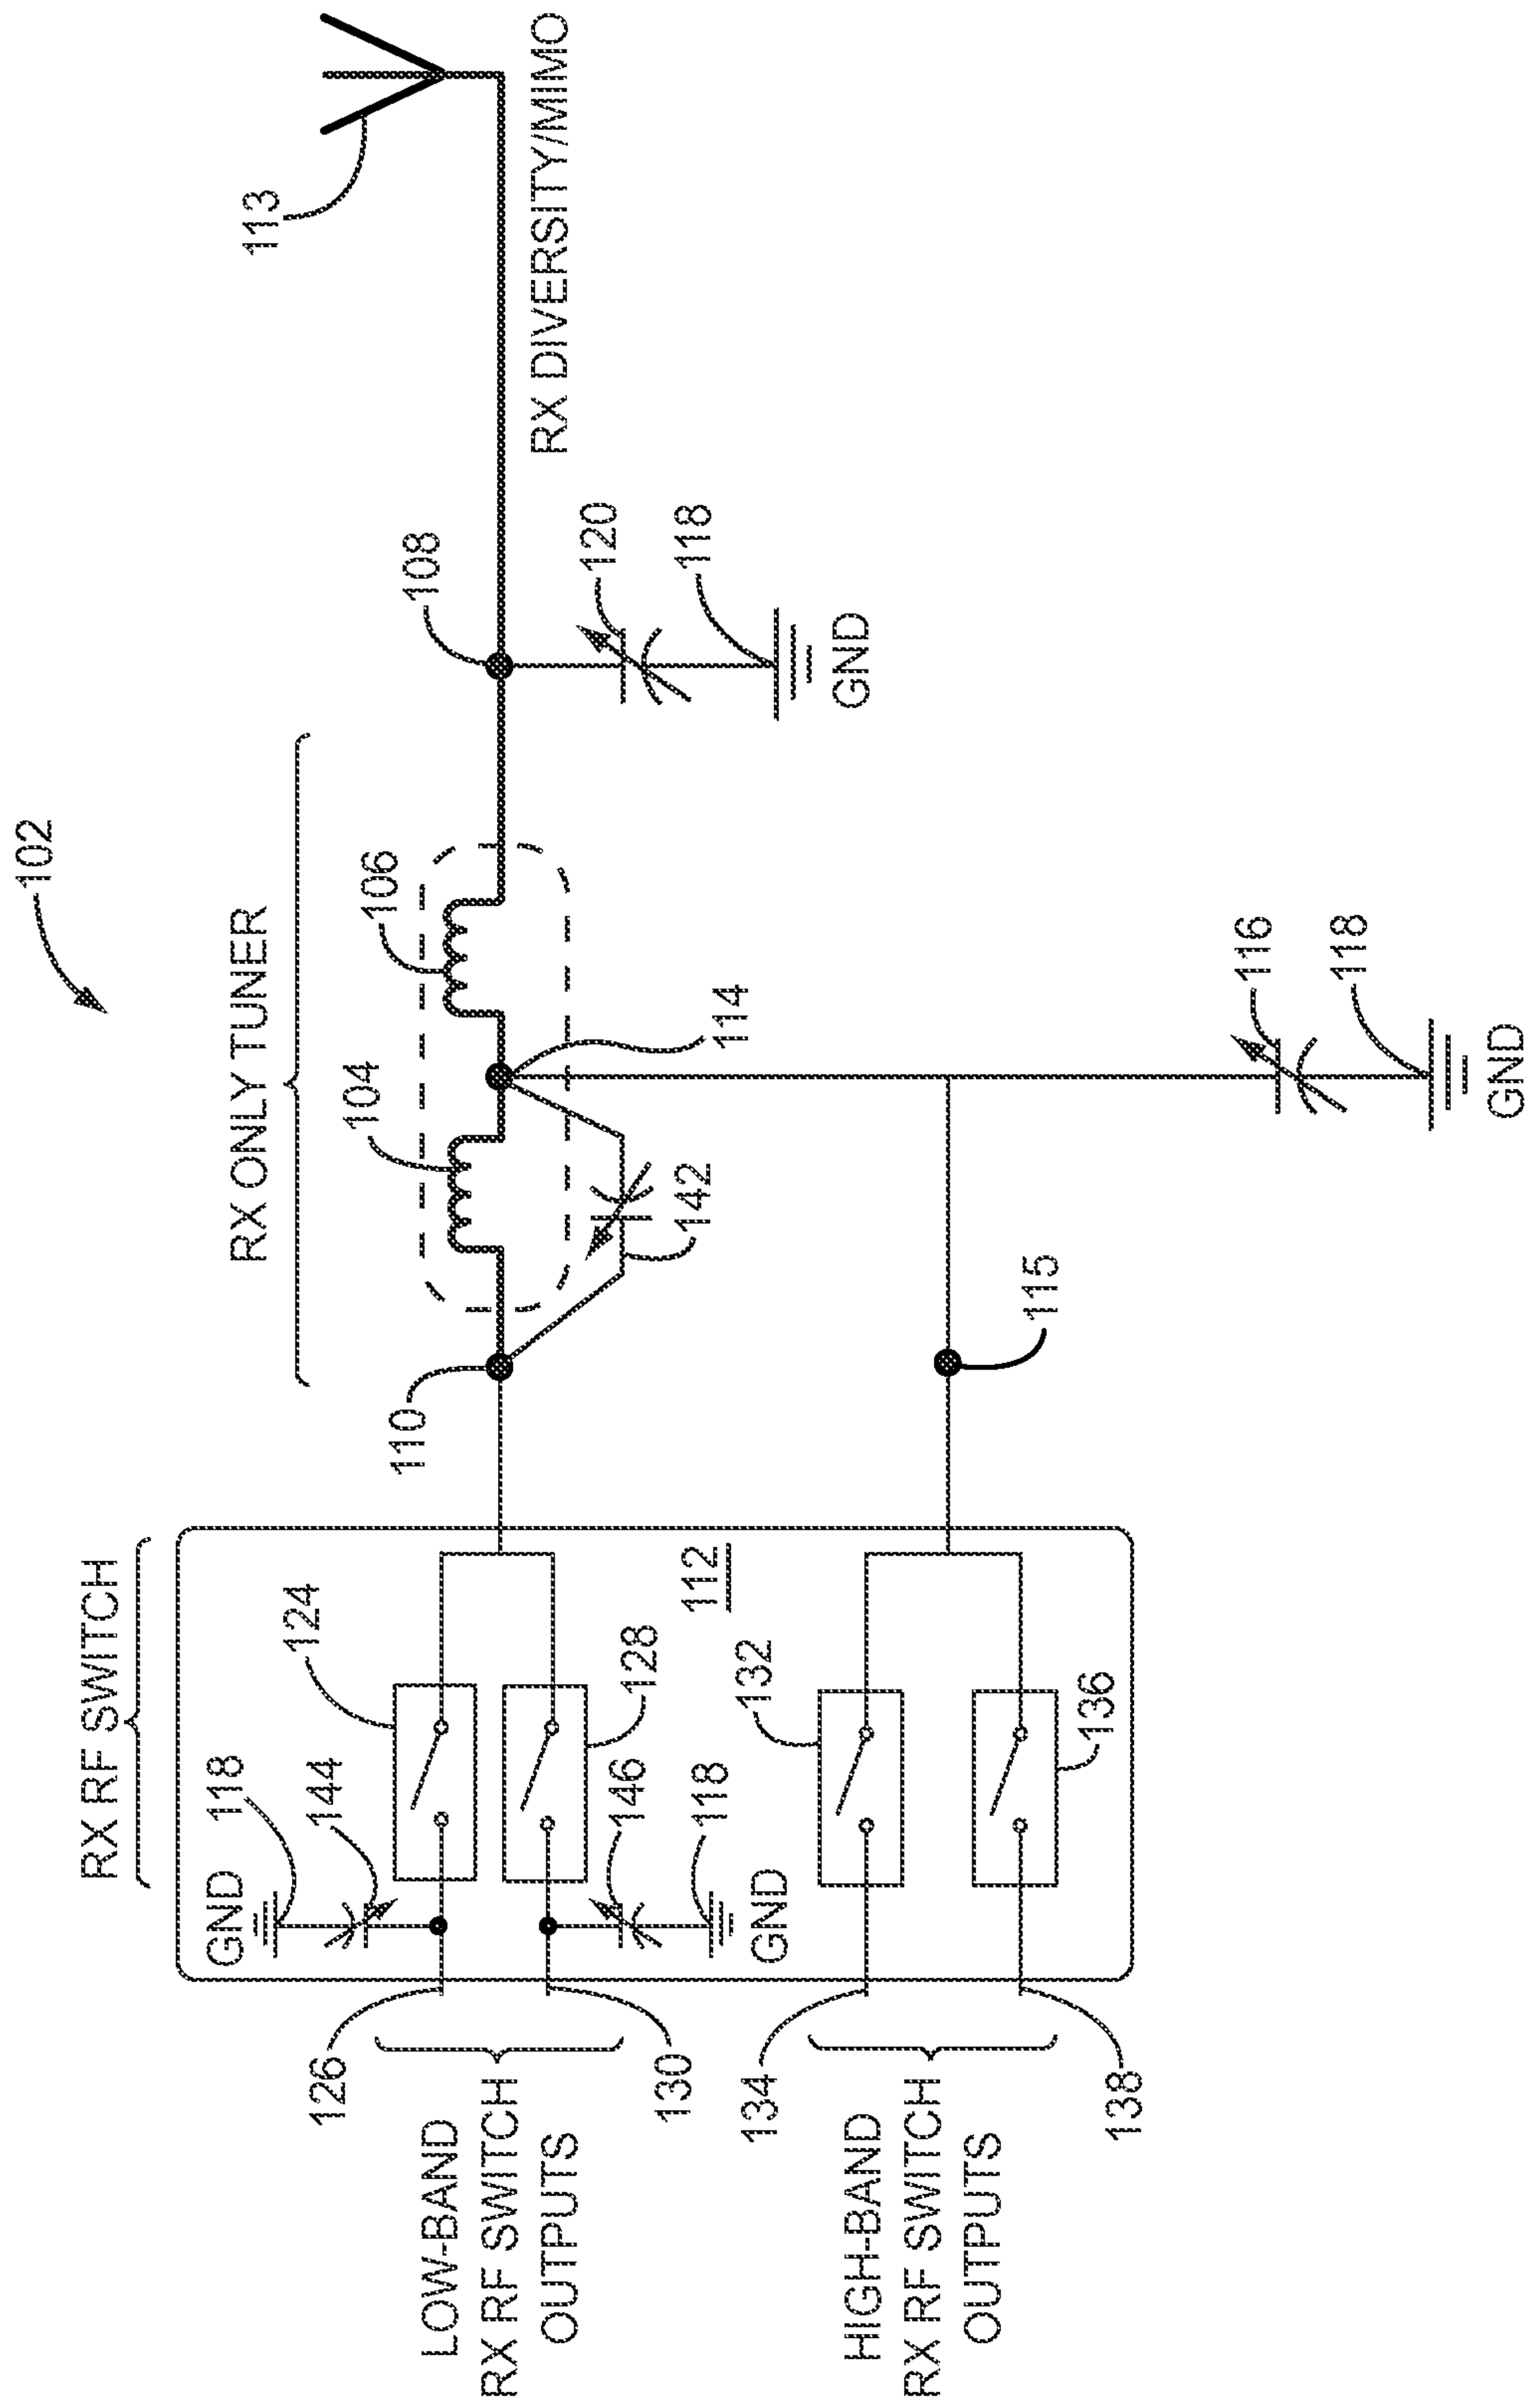 102
RX RF SWITCH
RX ONLY TUNER
113
GND
118
144
124
104
106
110
108
126
LOW-BAND
RX RF SWITCH
OUTPUTS
130
128
146
118
GND
112
142
114
120
118
GND
RX DIVERSITY/MIMO
132
134
HIGH-BAND
RX RF SWITCH
OUTPUTS
138
136
115
116
118
GND